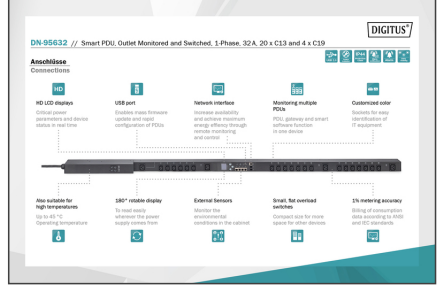 DIGITUS®
DN-95632 // Smart PDU, Outlet Monitored and Switched, 1-Phase, 32 A, 20 x C13 and 4 x C19
Anschlüsse
Connections
HD
HD LCD displays
Critical power
parameters and device
status in real time
USB port
Enables mass firmware
update and rapid
configuration of PDUs
Network interface
Increase availability
and achieve maximum
energy effiency through
remote monitoring
and control
Monitoring multiple
PDUs
PDU, gateway and smart
software function
in one device
Customized color
Sockets for easy
identification of
IT equipment
Also suitable for
high temperatures
Up to 45 °C
Operating temperature
180° rotate display
To read easily
wherever the power
supply comes from
External Sensors
Monitor the
environmental
conditions in the cabinet
Small, flat overload
switches
Compact size for more
space for other devices
1% metering accuracy
Billing of consumption
data according to ANSI
and IEC standards